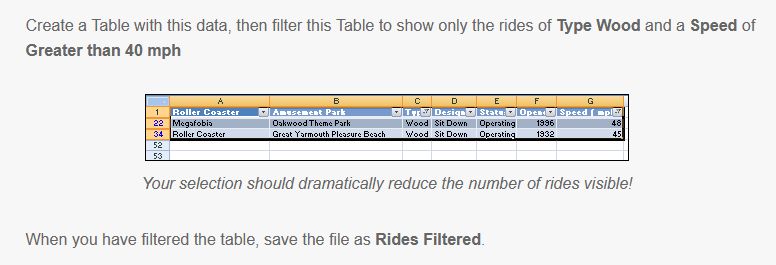 Create a Table with this data, then filter this Table to show only the rides of Type Wood and a Speed of
Greater than 40 mph
A B C D E F G
1 Roller Coaster Amusement Park Type Design Status Opened Speed ( mph
22 Megafobia Oakwood Theme Park Wood Sit Down Operating 1996 48
34 Roller Coaster Great Yarmouth Pleasure Beach Wood Sit Down Operating 1932 45
52
53
Your selection should dramatically reduce the number of rides visible!
When you have filtered the table, save the file as Rides Filtered.